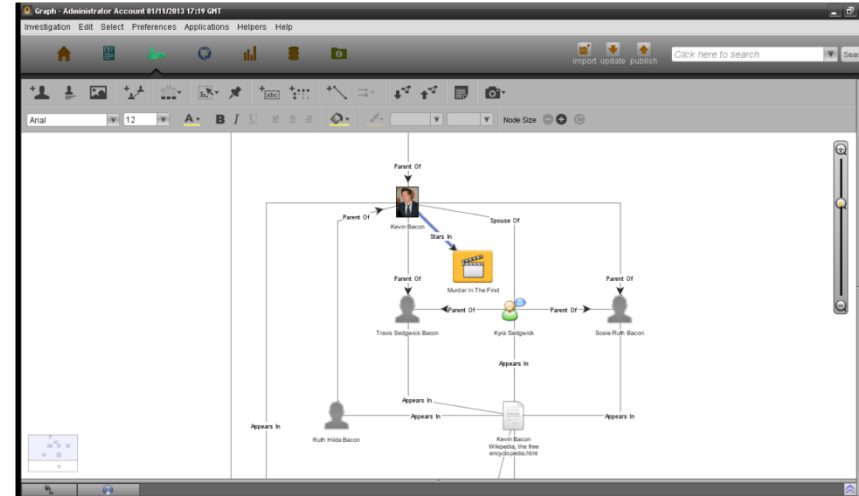 Graph - Administrator Account 01/11/2013 17:19 GMT
Investigation Edit Select Preferences Applications Helpers Help
import update publish
Click here to search
Sear
abc
Arial
12
A
B I U
Node Size
Parent Of
Kevin Bacon
Parent Of
Spouse Of
Stars In
Murder In The First
Parent Of
Parent Of
Travis Sedgwick Bacon
Parent Of
Kyra Sedgwick
Parent Of
Sosie Ruth Bacon
Appears In
Appears In
Appears In
Appears In
Appears In
Ruth Hilda Bacon
Kevin Bacon
Wikipedia, the free
encyclopedia.html